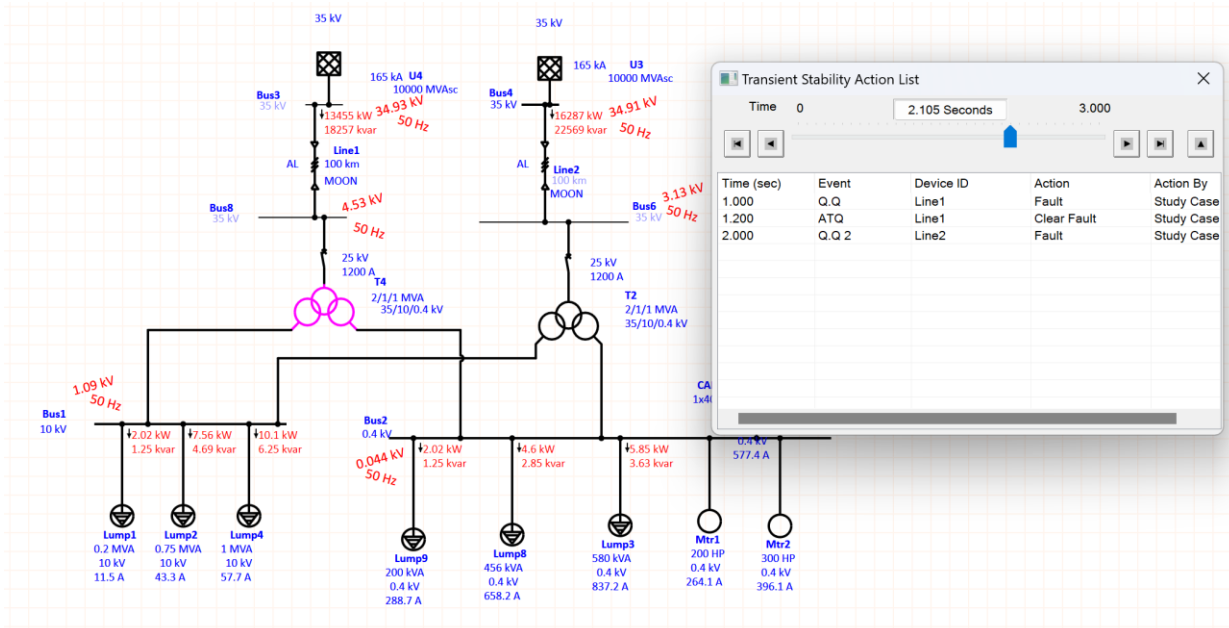 35 kV
35 kV
165 kA U4
10000 MVAsc
165 kA U3
10000 MVAsc
Bus3
35 kV
34.93 kV
50 Hz
13455 kW
18257 kvar
Bus4
35 kV
34.91 kV
50 Hz
16287 kW
22569 kvar
Line1
AL 100 km
MOON
Line2
AL 100 km
MOON
Bus8
35 kV
4.53 kV
50 Hz
Bus6
35 kV
3.13 kV
50 Hz
25 kV
1200 A
T4
2/1/1 MVA
35/10/0.4 kV
25 kV
1200 A
T2
2/1/1 MVA
35/10/0.4 kV
Transient Stability Action List
Time 0 2.105 Seconds 3.000
Time (sec) Event Device ID Action Action By
1.000 Q.Q Line1 Fault Study Case
1.200 ATQ Line1 Clear Fault Study Case
2.000 Q.Q 2 Line2 Fault Study Case
1.09 kV
50 Hz
Bus1
10 kV
2.02 kW
1.25 kvar
7.56 kW
4.69 kvar
10.1 kW
6.25 kvar
Bus2
0.4 kV
0.044 kV
50 Hz
2.02 kW
1.25 kvar
4.6 kW
2.85 kvar
5.85 kW
3.63 kvar
0.4 kV
577.4 A
Lump1
0.2 MVA
10 kV
11.5 A
Lump2
0.75 MVA
10 kV
43.3 A
Lump4
1 MVA
10 kV
57.7 A
Lump9
200 kVA
0.4 kV
288.7 A
Lump8
456 kVA
0.4 kV
658.2 A
Lump3
580 kVA
0.4 kV
837.2 A
Mtr1
200 HP
0.4 kV
264.1 A
Mtr2
300 HP
0.4 kV
396.1 A